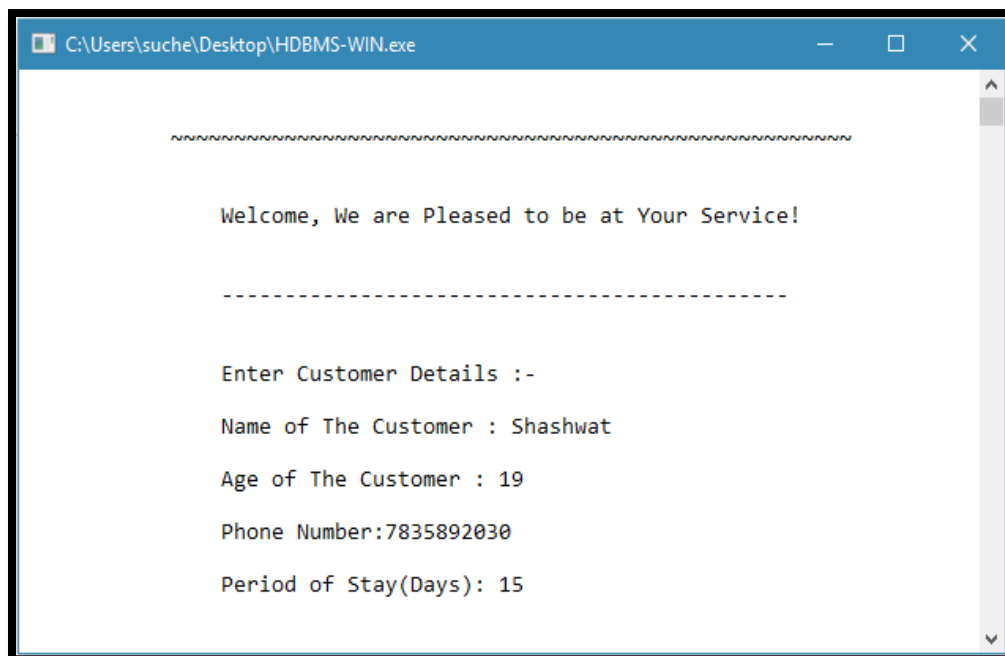 C:\Users\suche\Desktop\HDBMS-WIN.exe
~~~~~~~~~~~~~~~~~~~~~~~~~~~~~~~~~~~~~~~~~~~~~~~~~~~~~~
Welcome, We are Pleased to be at Your Service!
---------------------------------------------
Enter Customer Details :-
Name of The Customer : Shashwat
Age of The Customer : 19
Phone Number:7835892030
Period of Stay(Days): 15